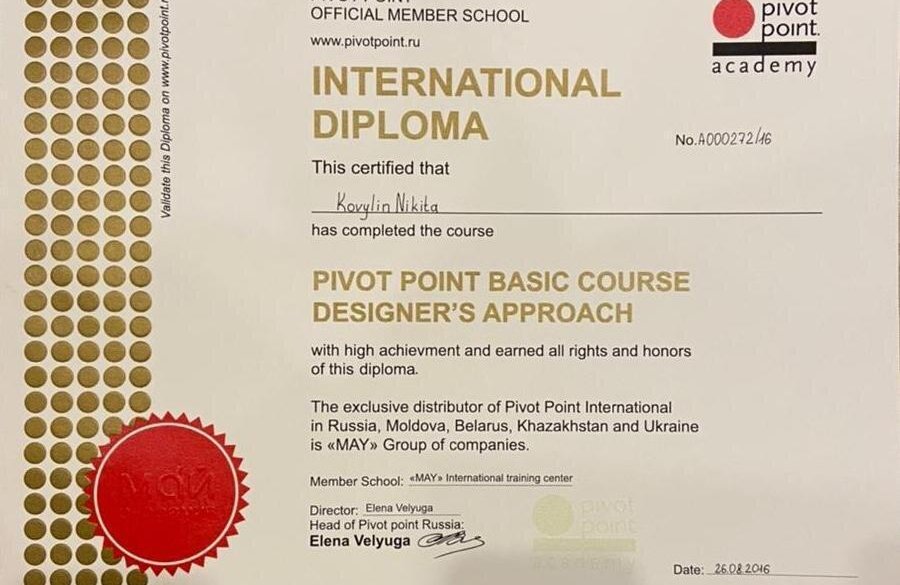 OFFICIAL MEMBER SCHOOL
www.pivotpoint.ru
pivot
point.
academy
INTERNATIONAL
DIPLOMA
No.A000272/16
This certified that
Kovylin Nikita
has completed the course
PIVOT POINT BASIC COURSE
DESIGNER'S APPROACH
with high achievment and earned all rights and honors
of this diploma.
The exclusive distributor of Pivot Point International
in Russia, Moldova, Belarus, Khazakhstan and Ukraine
is «MAY» Group of companies.
Member School: «MAY» International training center
Director: Elena Velyuga
Head of Pivot point Russia:
Elena Velyuga
pivot
point
academy
Date: 26.08.2016
Validate this Diploma on www.pivotpoint.r